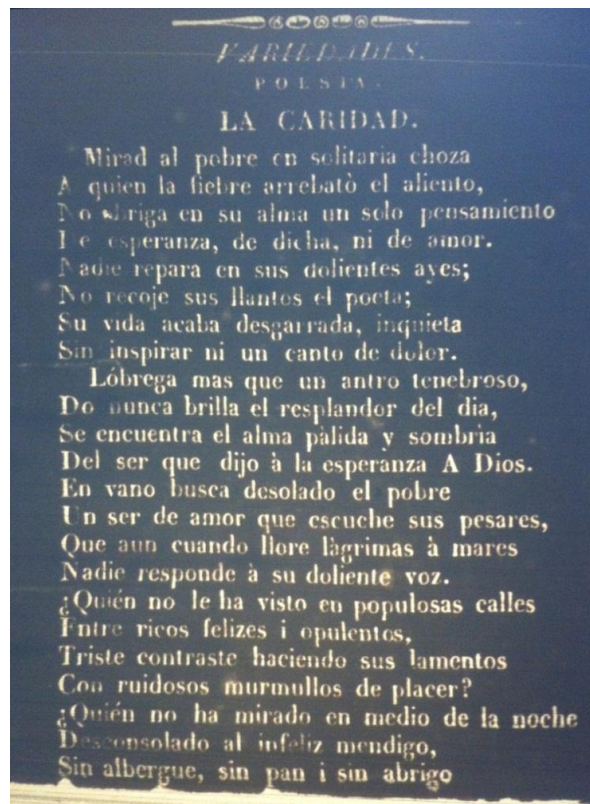 VARIEDADES.
POESIA.
LA CARIDAD.
Mirad al pobre en solitaria choza
A quien la fiebre arrebatò el aliento,
No abriga en su alma un solo pensamiento
De esperanza, de dicha, ni de amor.
Nadie repara en sus dolientes ayes;
No recoje sus llantos el poeta;
Su vida acaba desgarrada, inquieta
Sin inspirar ni un canto de dolor.
Lóbrega mas que un antro tenebroso,
Do nunca brilla el resplandor del dia,
Se encuentra el alma pàlida y sombrìa
Del ser que dijo à la esperanza A Dios.
En vano busca desolado el pobre
Un ser de amor que escuche sus pesares,
Que aun cuando llore làgrimas à mares
Nadie responde à su doliente voz.
¿Quién no le ha visto en populosas calles
Entre ricos felizes i opulentos,
Triste contraste haciendo sus lamentos
Con ruidosos murmullos de placer?
¿Quién no ha mirado en medio de la noche
Desconsolado al infeliz mendigo,
Sin albergue, sin pan i sin abrigo